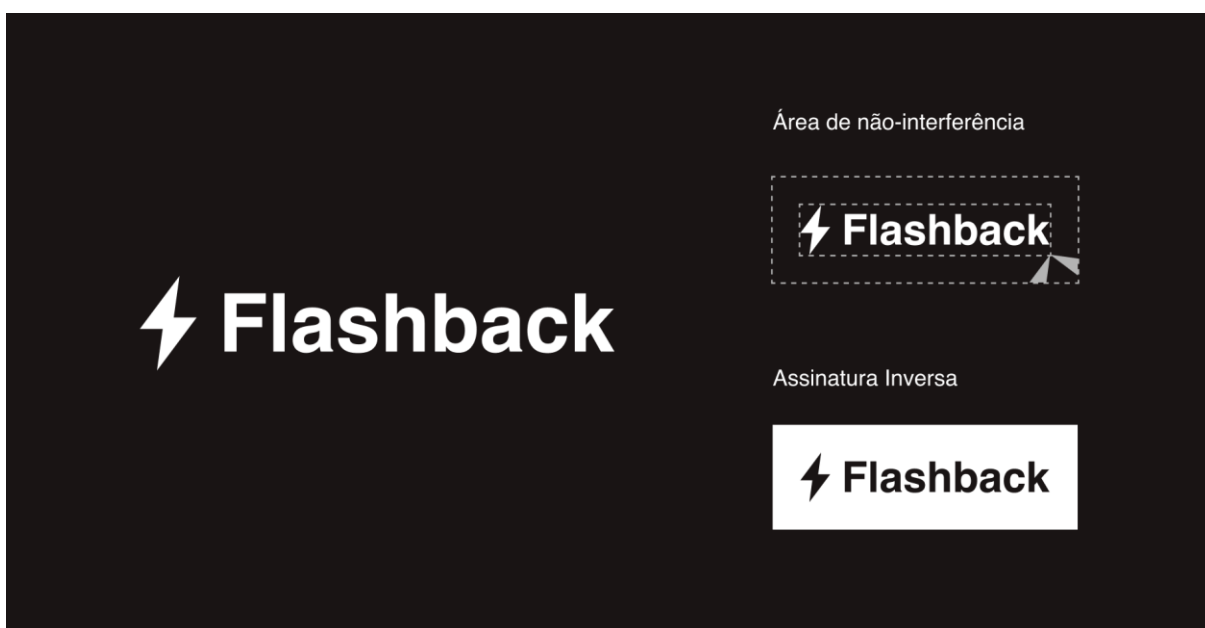 Flashback
Área de não-interferência
Flashback
Assinatura Inversa
Flashback